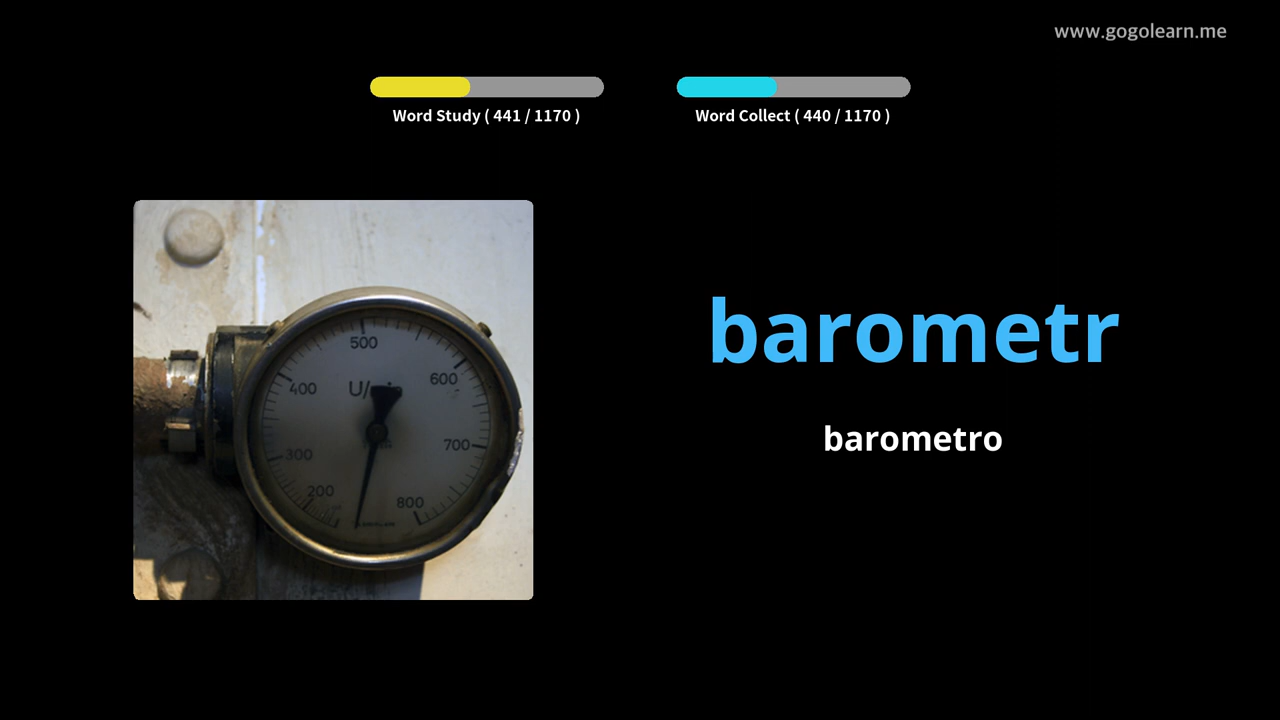 www.gogolearn.me
Word Study ( 441 / 1170 )
Word Collect ( 440 / 1170 )
500
400
600
300
700
200
800
barometr
barometro